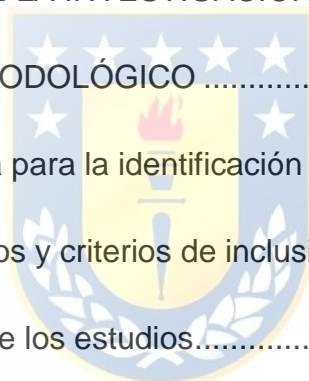 ODOLÓGICO ............
para la identificación
os y criterios de inclusi
e los estudios.............